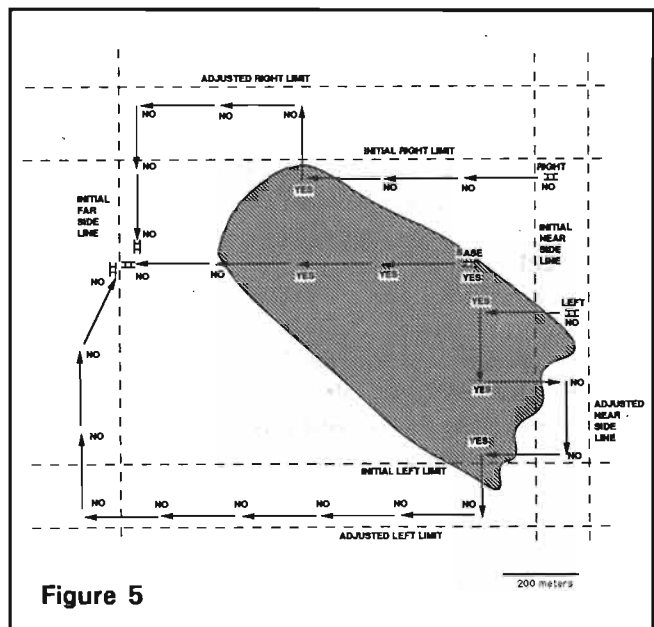 ADJUSTED RIGHT LIMIT
NO NO NO
NO
INITIAL RIGHT LIMIT
RIGHT
YES NO NO NO
INITIAL
FAR
SIDE
LINE
INITIAL
NEAR
SIDE
LINE
NO
BASE
NO NO NO YES YES YES
YES
LEFT
NO
NO
YES NO
ADJUSTED
NEAR
SIDE
LINE
NO
YES
NO
INITIAL LEFT LIMIT
NO NO NO NO NO NO
ADJUSTED LEFT LIMIT
200 meters
Figure 5